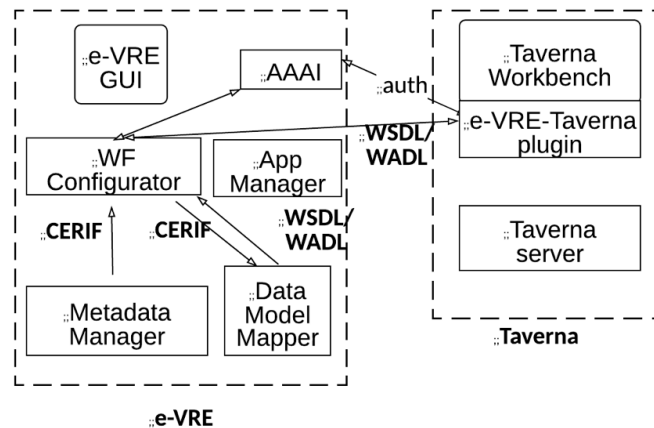 ;;e-VRE
GUI
;;AAAI
;;auth
;;Taverna
Workbench
;;e-VRE-Taverna
plugin
;;WSDL/
WADL
;;WF
Configurator
;;App
Manager
;;CERIF
;;CERIF
;;WSDL/
WADL
;;Taverna
server
;;Metadata
Manager
;;Data
Model
Mapper
;;Taverna
;;e-VRE